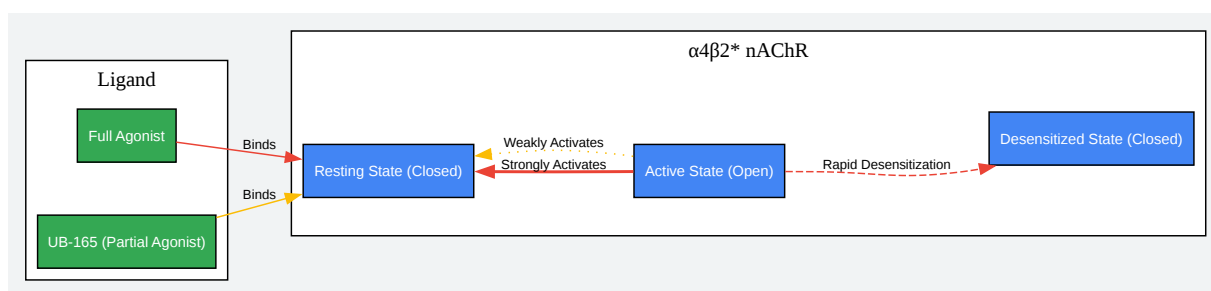 α4β2* nAChR
Ligand
Full Agonist
Binds
Weakly Activates
Strongly Activates
Resting State (Closed)
Active State (Open)
Rapid Desensitization
Desensitized State (Closed)
Binds
UB-165 (Partial Agonist)